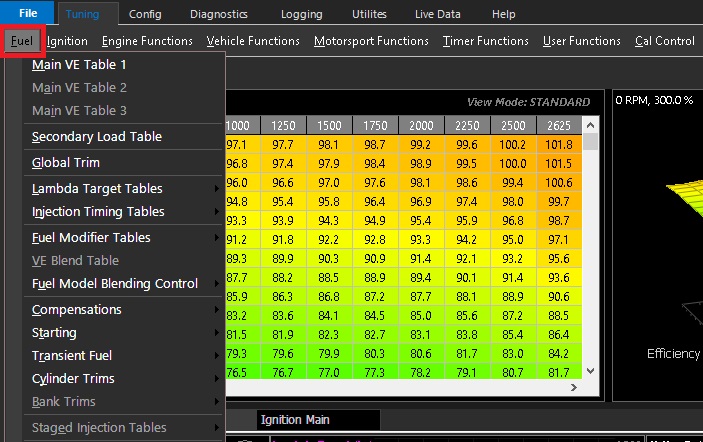 File Tuning Config Diagnostics Logging Utilites Live Data Help
Fuel Ignition Engine Functions Vehicle Functions Motorsport Functions Timer Functions User Functions Cal Control
Main VE Table 1
Main VE Table 2
Main VE Table 3
Secondary Load Table
Global Trim
Lambda Target Tables
Injection Timing Tables
Fuel Modifier Tables
VE Blend Table
Fuel Model Blending Control
Compensations
Starting
Transient Fuel
Cylinder Trims
Bank Trims
Staged Injection Tables
View Mode: STANDARD
1000 1250 1500 1750 2000 2250 2500 2625
97.1 97.7 98.1 98.7 99.2 99.6 100.2 101.8
96.8 97.4 97.9 98.4 98.9 99.5 100.0 101.5
96.0 96.6 97.0 97.6 98.1 98.6 99.4 100.6
94.8 95.4 95.8 96.4 96.9 97.4 98.0 99.7
93.3 93.9 94.3 94.9 95.4 95.9 96.8 98.7
91.2 91.8 92.2 92.8 93.3 94.2 95.0 97.1
89.3 89.9 90.3 90.9 91.4 92.1 93.2 95.6
87.7 88.2 88.5 88.9 89.4 90.1 91.4 93.6
85.9 86.3 86.8 87.2 87.7 88.1 88.9 90.6
83.2 83.6 84.1 84.5 85.0 85.6 87.2 88.5
81.5 81.9 82.3 82.7 83.1 83.8 85.4 86.4
79.3 79.6 79.9 80.3 80.6 81.7 83.0 84.2
76.5 76.7 77.0 77.3 78.2 79.1 80.7 81.7
0 RPM, 300.0 %
Efficiency
Ignition Main